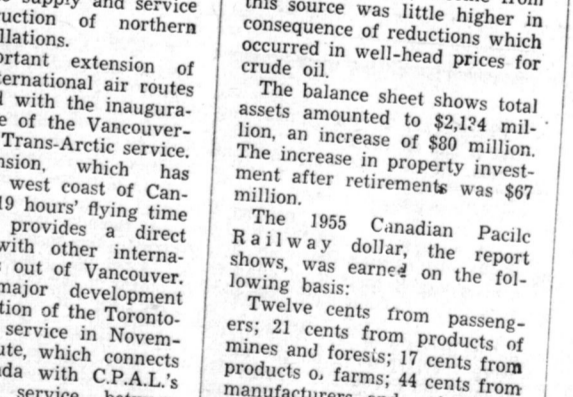 supply and service
uction of northern
llations.
ortant extension of
ernational air routes
with the inaugura-
e of the Vancouver-
Trans-Arctic service.
nsion, which has
west coast of Can-
19 hours' flying time
provides a direct
with other interna-
out of Vancouver.
major development
tion of the Toronto-
service in Novem-
ute, which connects
da with C.P.A.L.'s
service
this source was little higher in
consequence of reductions which
occurred in well-head prices for
crude oil.
The balance sheet shows total
assets amounted to mil-
lion, an increase of $80 million.
The increase in property invest-
ment after retirements was $67
million.
The 1955 Canadian Pacilc
Railway dollar, the report
shows, was earned on the fol-
lowing basis:
Twelve cents from passeng-
ers; 21 cents from products of
mines and forests; 17 cents from
products o. farms; 44 cents from
manufacturers